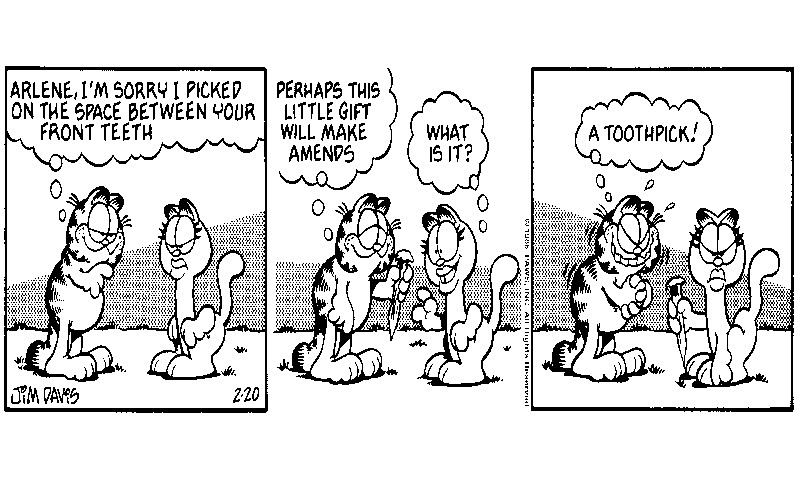 ARLENE, I'M SORRY I PICKED
ON THE SPACE BETWEEN YOUR
FRONT TEETH
JIM DAVIS
2-20
PERHAPS THIS
LITTLE GIFT
WILL MAKE
AMENDS
WHAT
IS IT?
A TOOTHPICK!